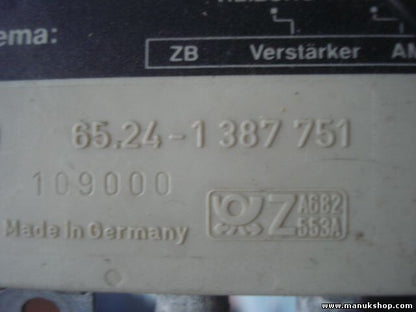 ema:
ZB Verstärker AM
65.24-1 387 751
109000
Z A682
553A
Made in Germany
www.manukshop.com